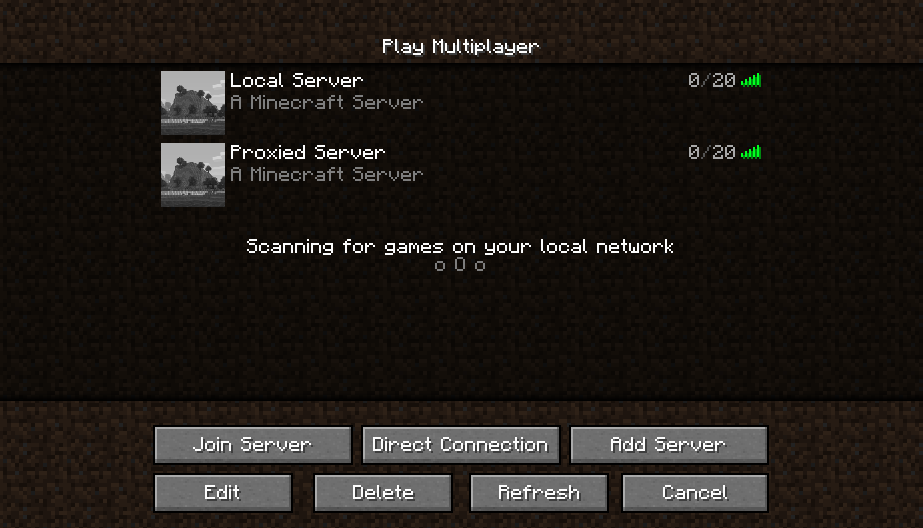 Play Multiplayer
Local Server 0/20
A Minecraft Server
Proxied Server 0/20
A Minecraft Server
Scanning for games on your local network
o O o
Join Server Direct Connection Add Server
Edit Delete Refresh Cancel